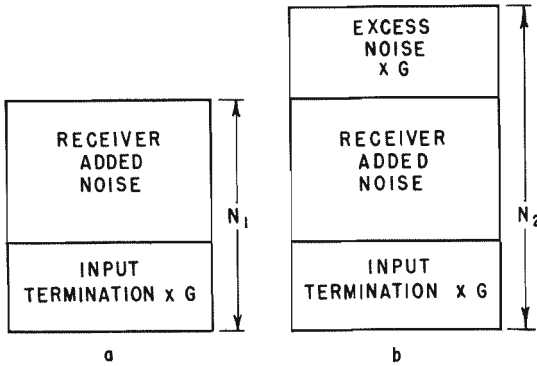 RECEIVER
ADDED
NOISE
INPUT
TERMINATION x G
N1
a
EXCESS
NOISE
x G
RECEIVER
ADDED
NOISE
INPUT
TERMINATION x G
N2
b